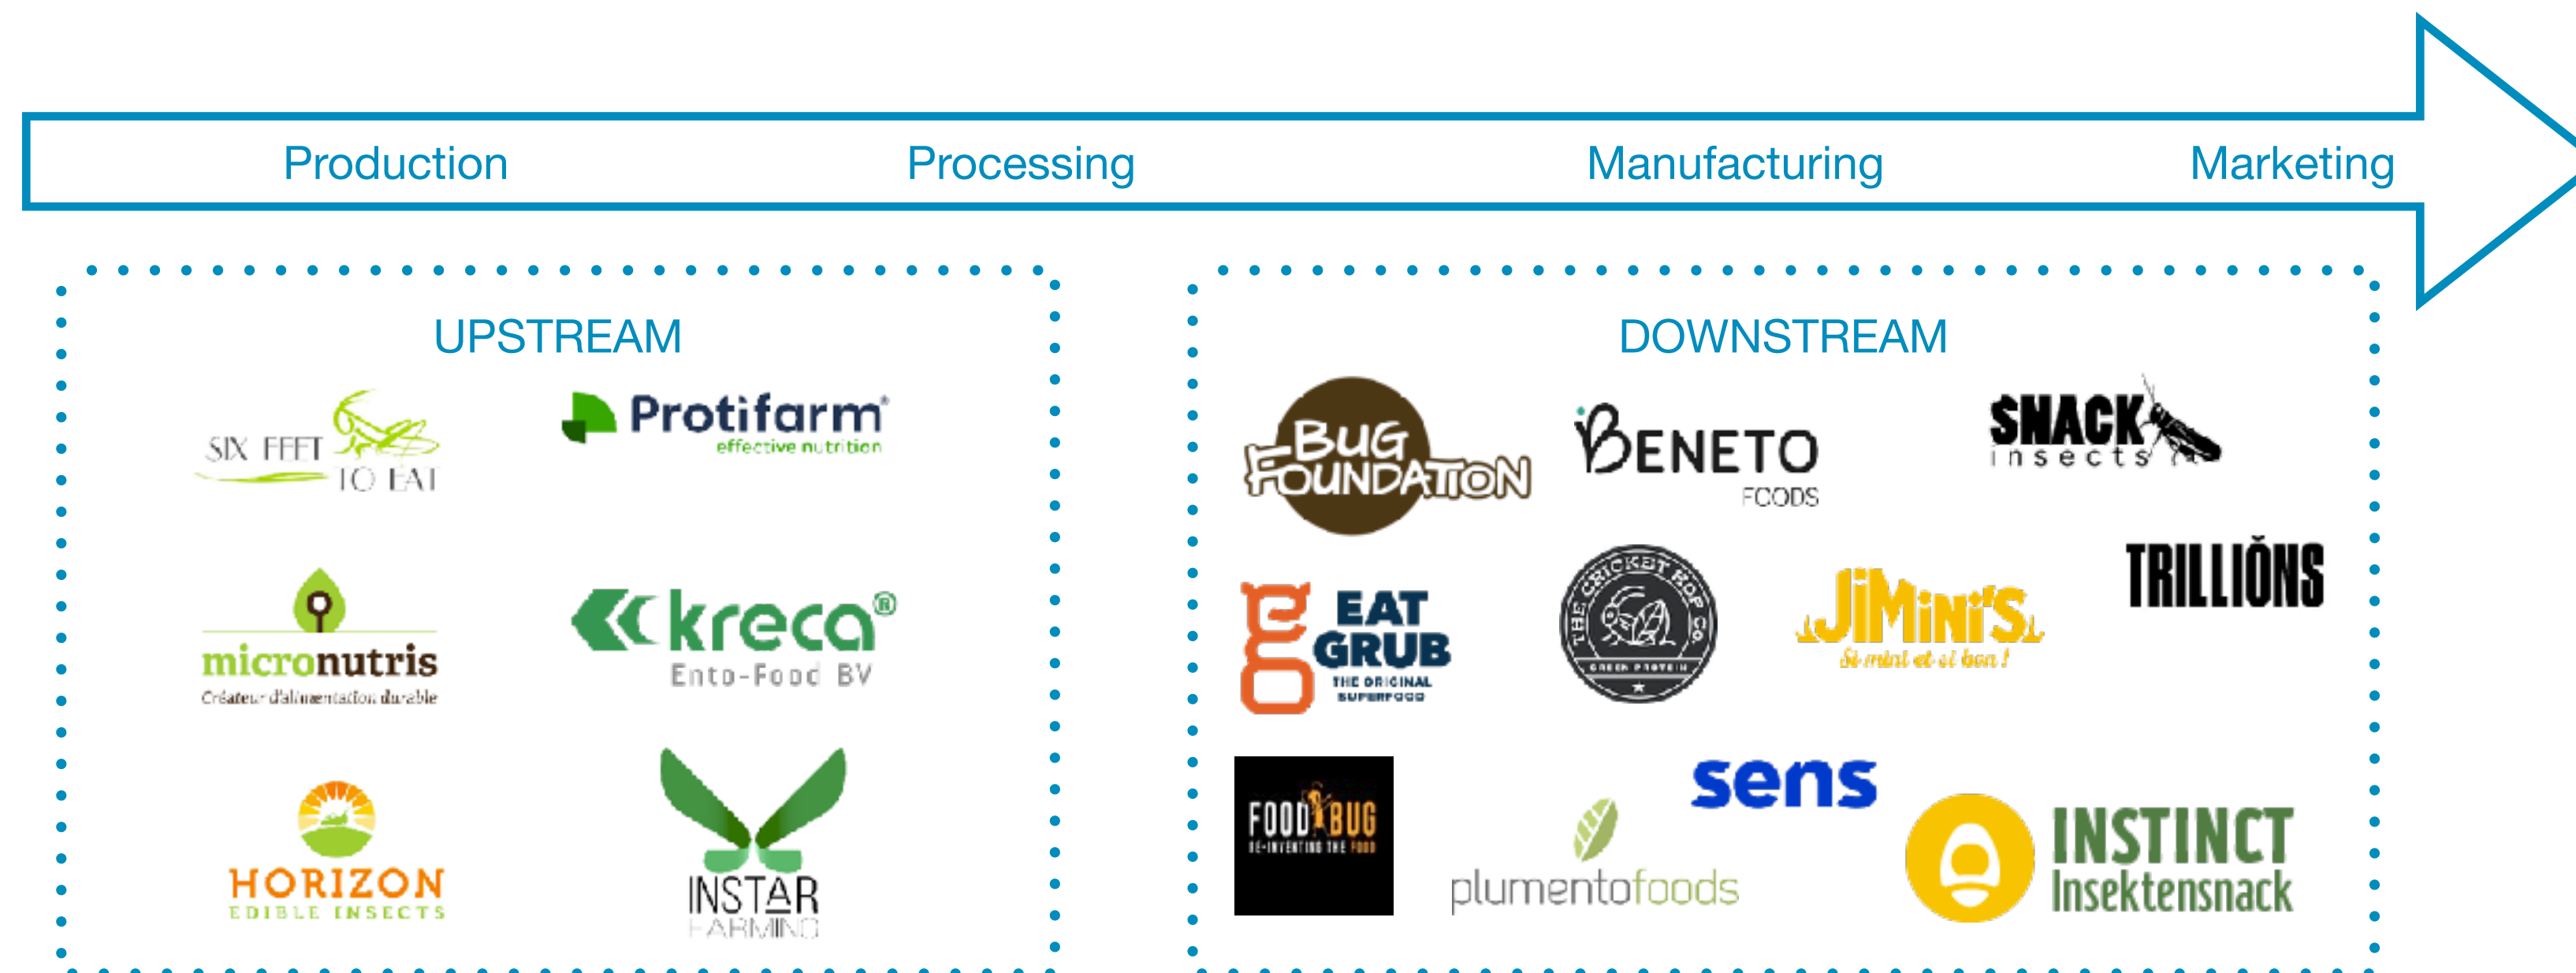 Production Processing Manufacturing Marketing
UPSTREAM
SIX FEET
TO EAT
Protifarm®
effective nutrition
micronutris
Créateur d'alimentation durable
kreca®
Ento-Food BV
HORIZON
EDIBLE INSECTS
INSTAR
FARMING
DOWNSTREAM
BUG
FOUNDATION
BENETO
FOODS
SNACK
insects
EAT
GRUB
THE ORIGINAL
SUPERFOOD
THE CRICKET HOP CO
GREEN PROTEIN
JIMINI'S
Si mini et si bon !
TRILLIŎNS
FOOD BUG
RE-INVENTING THE FOOD
plumentofoods
sens
INSTINCT
Insektensnack